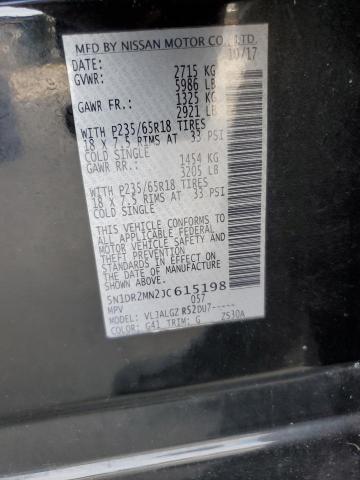 MFD BY NISSAN MOTOR CO., LTD.
DATE: 10/17
GVWR: 2715 KG
5986 LB
GAWR FR.: 1325 KG
2921 LB
WITH P235/65R18 TIRES
18 X 7.5 RIMS AT 33 PSI
COLD SINGLE
GAWR RR.: 1454 KG
3205 LB
WITH P235/65R18 TIRES
18 X 7.5 RIMS AT 33 PSI
COLD SINGLE
THIS VEHICLE CONFORMS TO
ALL APPLICABLE FEDERAL
MOTOR VEHICLE SAFETY AND
THEFT PREVENTION
STANDARDS IN EFFECT ON
THE DATE OF MANUFACTURE
SHOWN ABOVE.
5N1DR2MN2JC615198
MPV 057
MODEL: VLJALGZ R52DU7-----
COLOR: G41 TRIM: G ZS30A